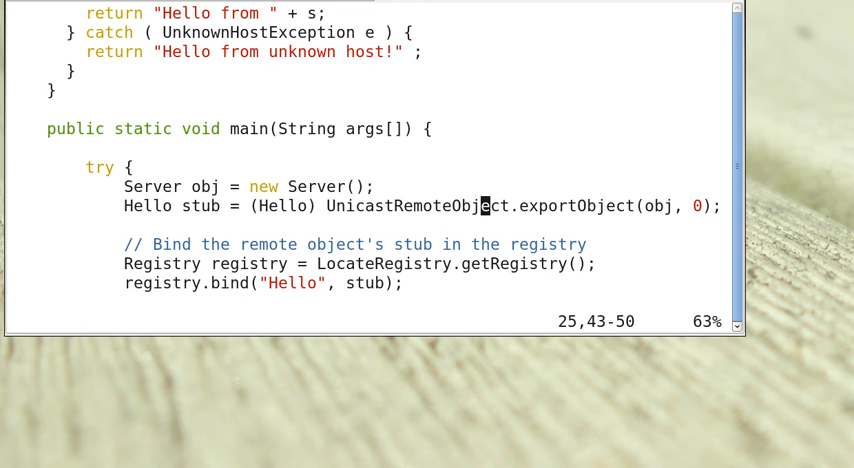 return "Hello from " + s;
} catch ( UnknownHostException e ) {
return "Hello from unknown host!" ;
}
}
public static void main(String args[]) {
try {
Server obj = new Server();
Hello stub = (Hello) UnicastRemoteObject.exportObject(obj, 0);
// Bind the remote object's stub in the registry
Registry registry = LocateRegistry.getRegistry();
registry.bind("Hello", stub);
25,43-50 63%